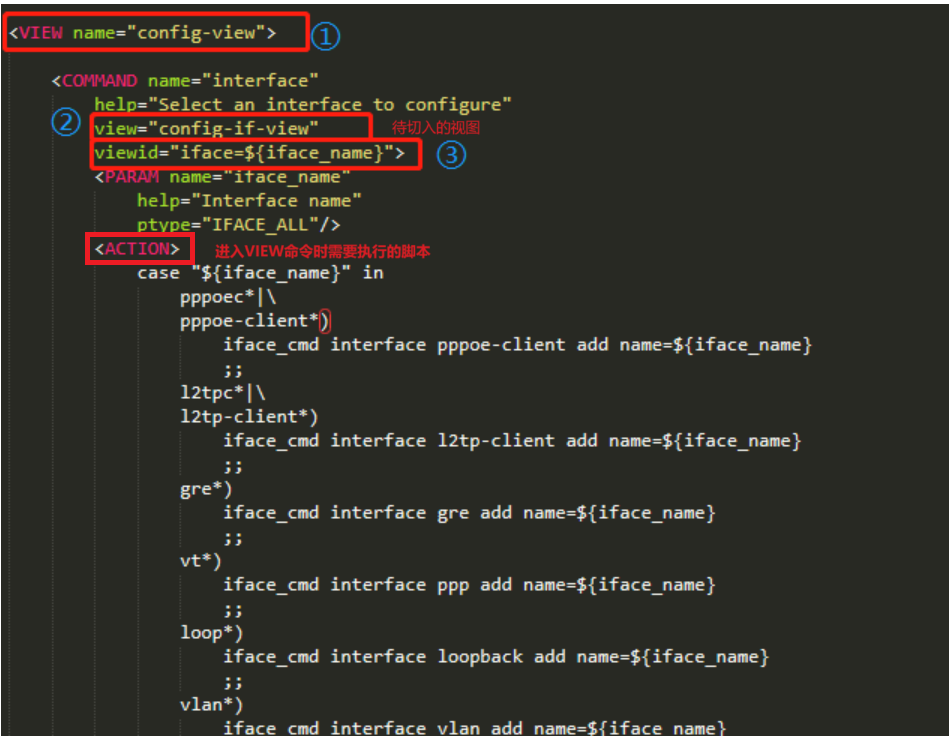 <VIEW name="config-view"> ①
<COMMAND name="interface"
help="Select an interface to configure"
② view="config-if-view" 待切入的视图
viewid="iface=${iface_name}"> ③
<PARAM name="iface_name"
help="Interface name"
ptype="IFACE_ALL"/>
<ACTION> 进入VIEW命令时需要执行的脚本
case "${iface_name}" in
pppoec*|\
pppoe-client*)
iface_cmd interface pppoe-client add name=${iface_name}
;;
l2tpc*|\
l2tp-client*)
iface_cmd interface l2tp-client add name=${iface_name}
;;
gre*)
iface_cmd interface gre add name=${iface_name}
;;
vt*)
iface_cmd interface ppp add name=${iface_name}
;;
loop*)
iface_cmd interface loopback add name=${iface_name}
;;
vlan*)
iface_cmd interface vlan add name=${iface_name}